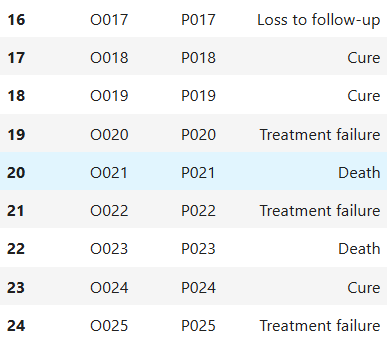 16 O017 P017 Loss to follow-up
17 O018 P018 Cure
18 O019 P019 Cure
19 O020 P020 Treatment failure
20 O021 P021 Death
21 O022 P022 Treatment failure
22 O023 P023 Death
23 O024 P024 Cure
24 O025 P025 Treatment failure